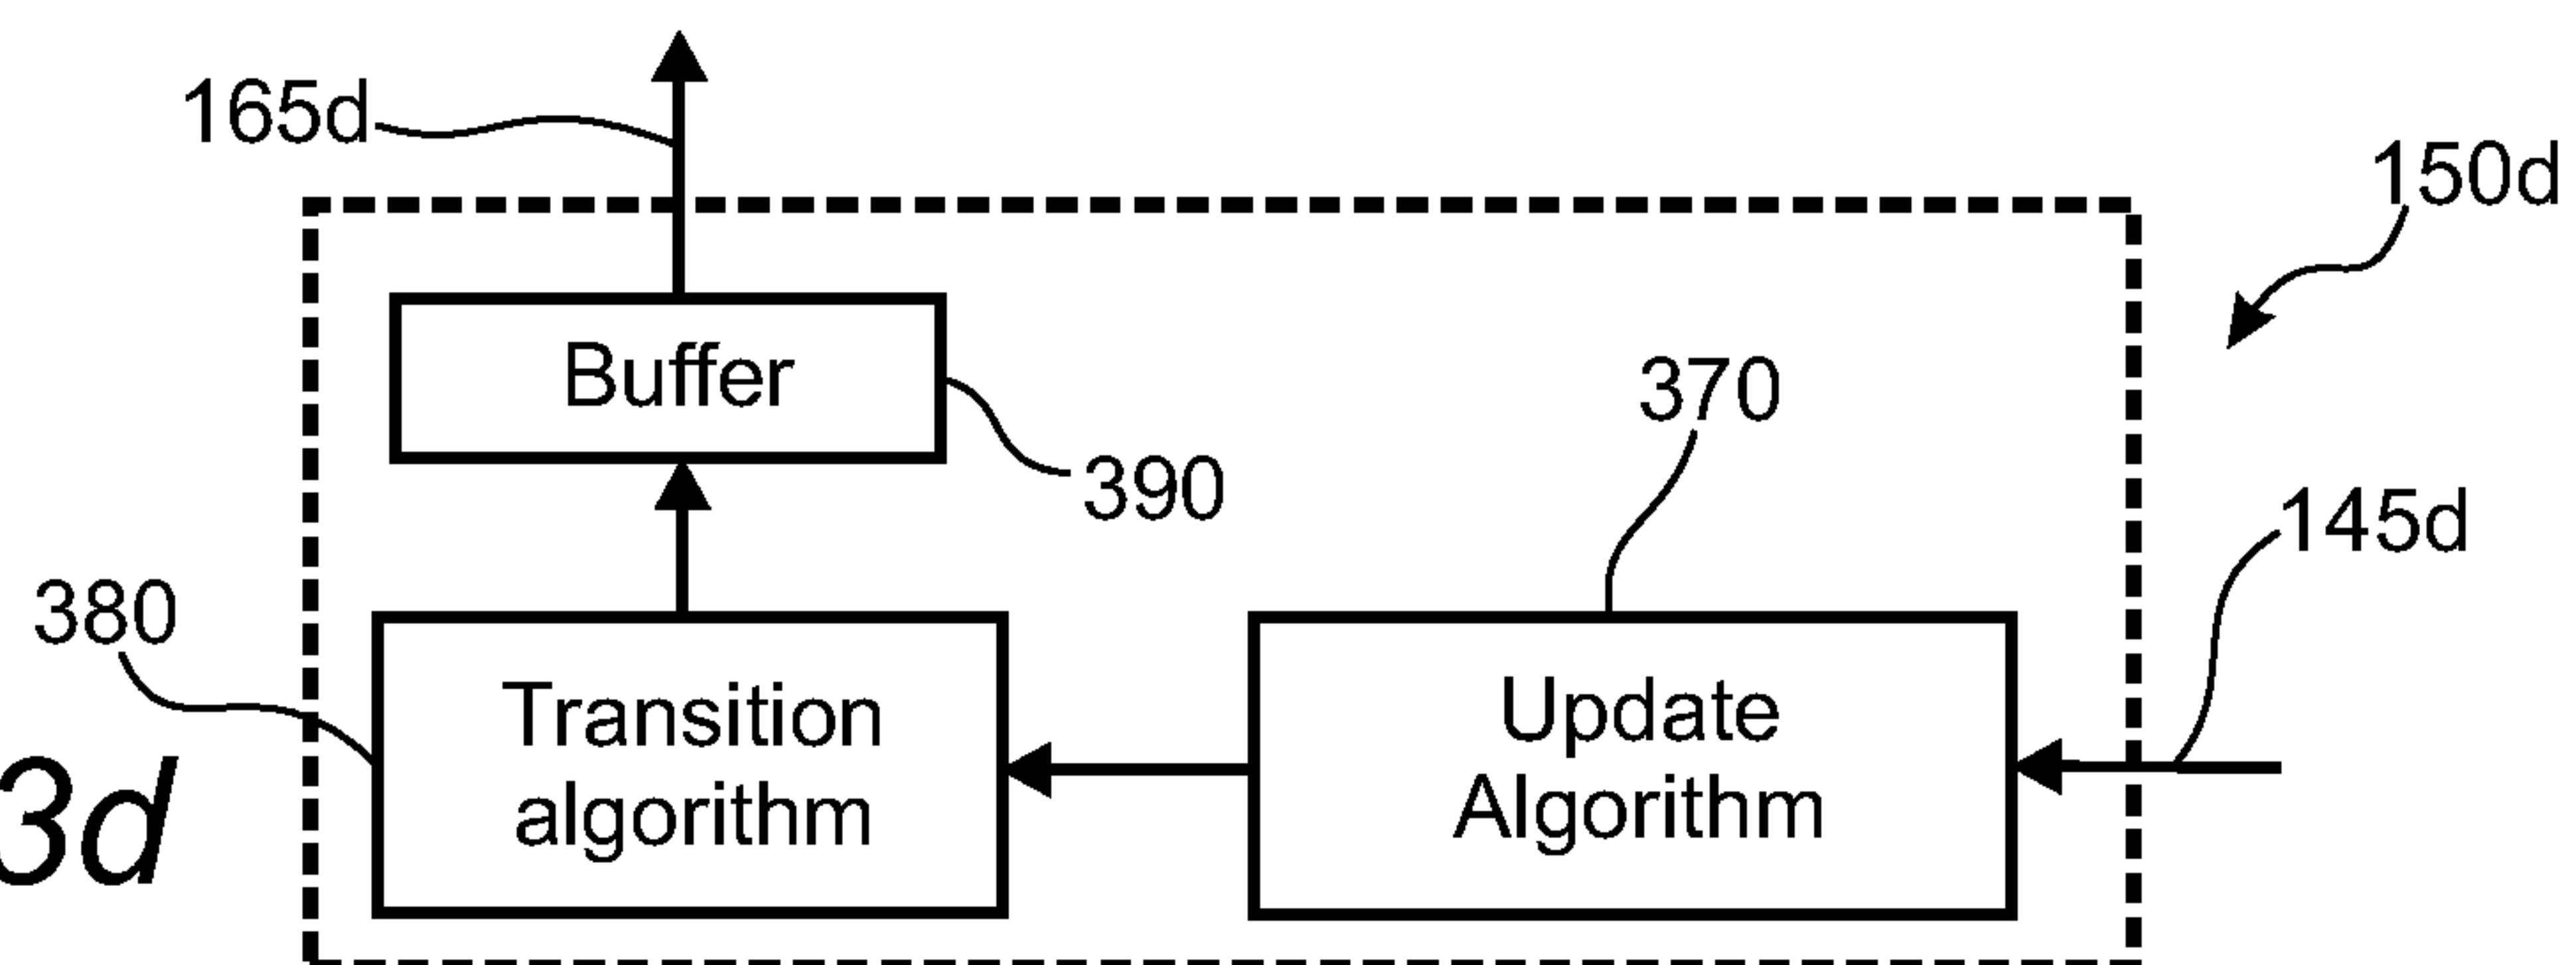 165d
150d
Buffer
370
390
145d
380
Transition
algorithm
Update
Algorithm
3d